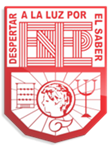 DESPERTAR
A LA LUZ POR
EL SABER
ENP